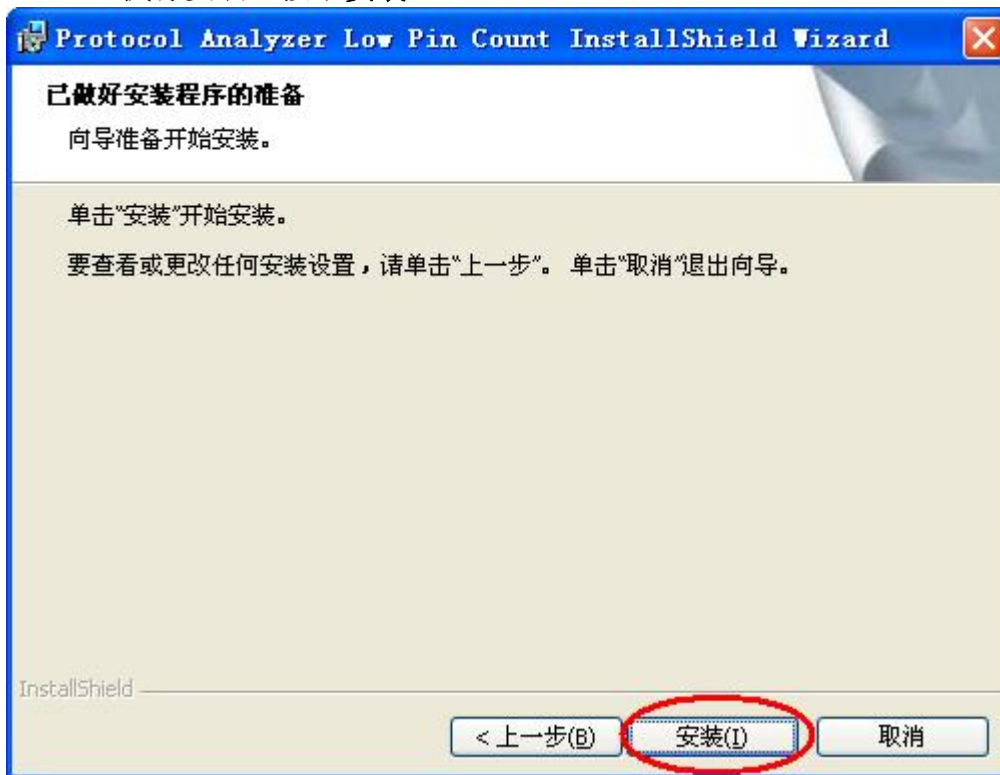 Protocol Analyzer Low Pin Count InstallShield Wizard
已做好安装程序的准备
向导准备开始安装。
单击“安装”开始安装。
要查看或更改任何安装设置，请单击“上一步”。 单击“取消”退出向导。
InstallShield
< 上一步(B)
安装(I)
取消